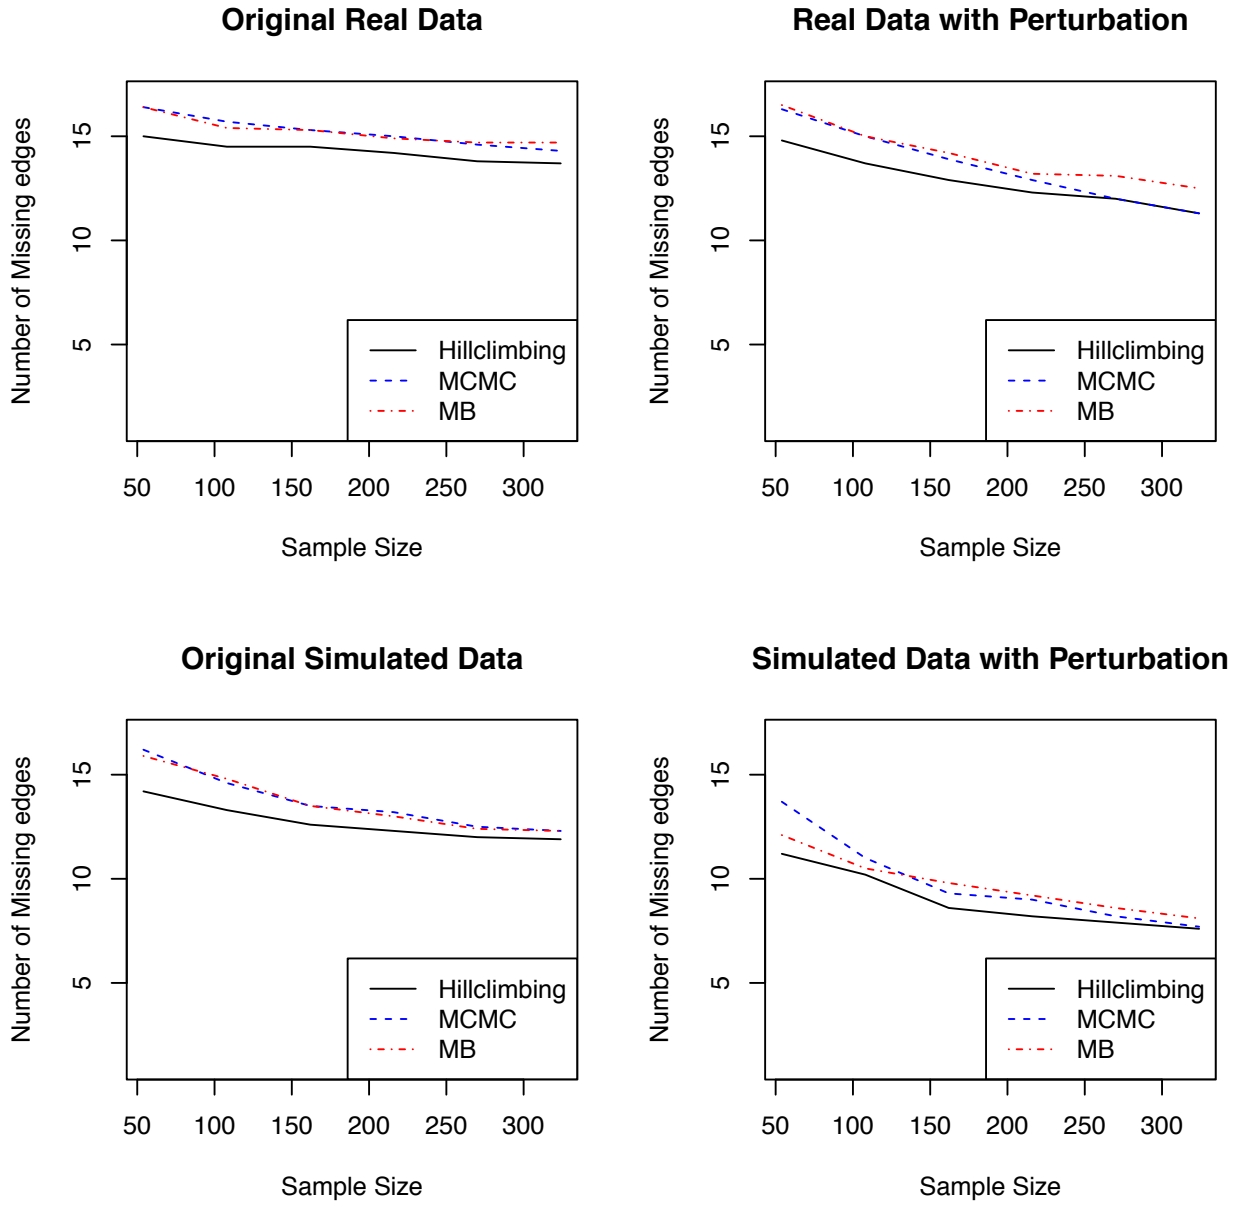 Original Real Data
Number of Missing edges
15
10
5
Hillclimbing
MCMC
MB
50 100 150 200 250 300
Sample Size
Real Data with Perturbation
Number of Missing edges
15
10
5
Hillclimbing
MCMC
MB
50 100 150 200 250 300
Sample Size
Original Simulated Data
Number of Missing edges
15
10
5
Hillclimbing
MCMC
MB
50 100 150 200 250 300
Sample Size
Simulated Data with Perturbation
Number of Missing edges
15
10
5
Hillclimbing
MCMC
MB
50 100 150 200 250 300
Sample Size